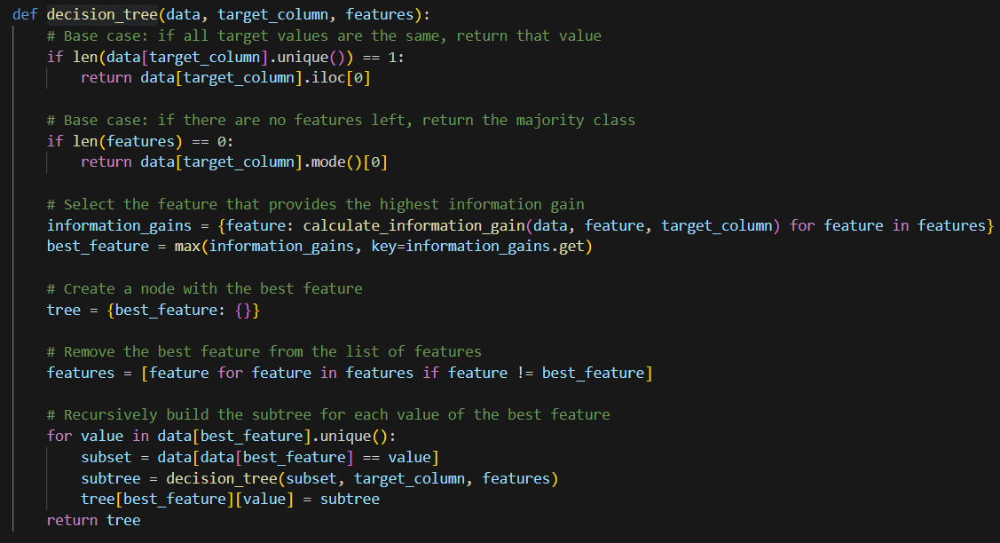 def decision_tree(data, target_column, features):
    # Base case: if all target values are the same, return that value
    if len(data[target_column].unique()) == 1:
        return data[target_column].iloc[0]

    # Base case: if there are no features left, return the majority class
    if len(features) == 0:
        return data[target_column].mode()[0]

    # Select the feature that provides the highest information gain
    information_gains = {feature: calculate_information_gain(data, feature, target_column) for feature in features}
    best_feature = max(information_gains, key=information_gains.get)

    # Create a node with the best feature
    tree = {best_feature: {}}

    # Remove the best feature from the list of features
    features = [feature for feature in features if feature != best_feature]

    # Recursively build the subtree for each value of the best feature
    for value in data[best_feature].unique():
        subset = data[data[best_feature] == value]
        subtree = decision_tree(subset, target_column, features)
        tree[best_feature][value] = subtree
    return tree